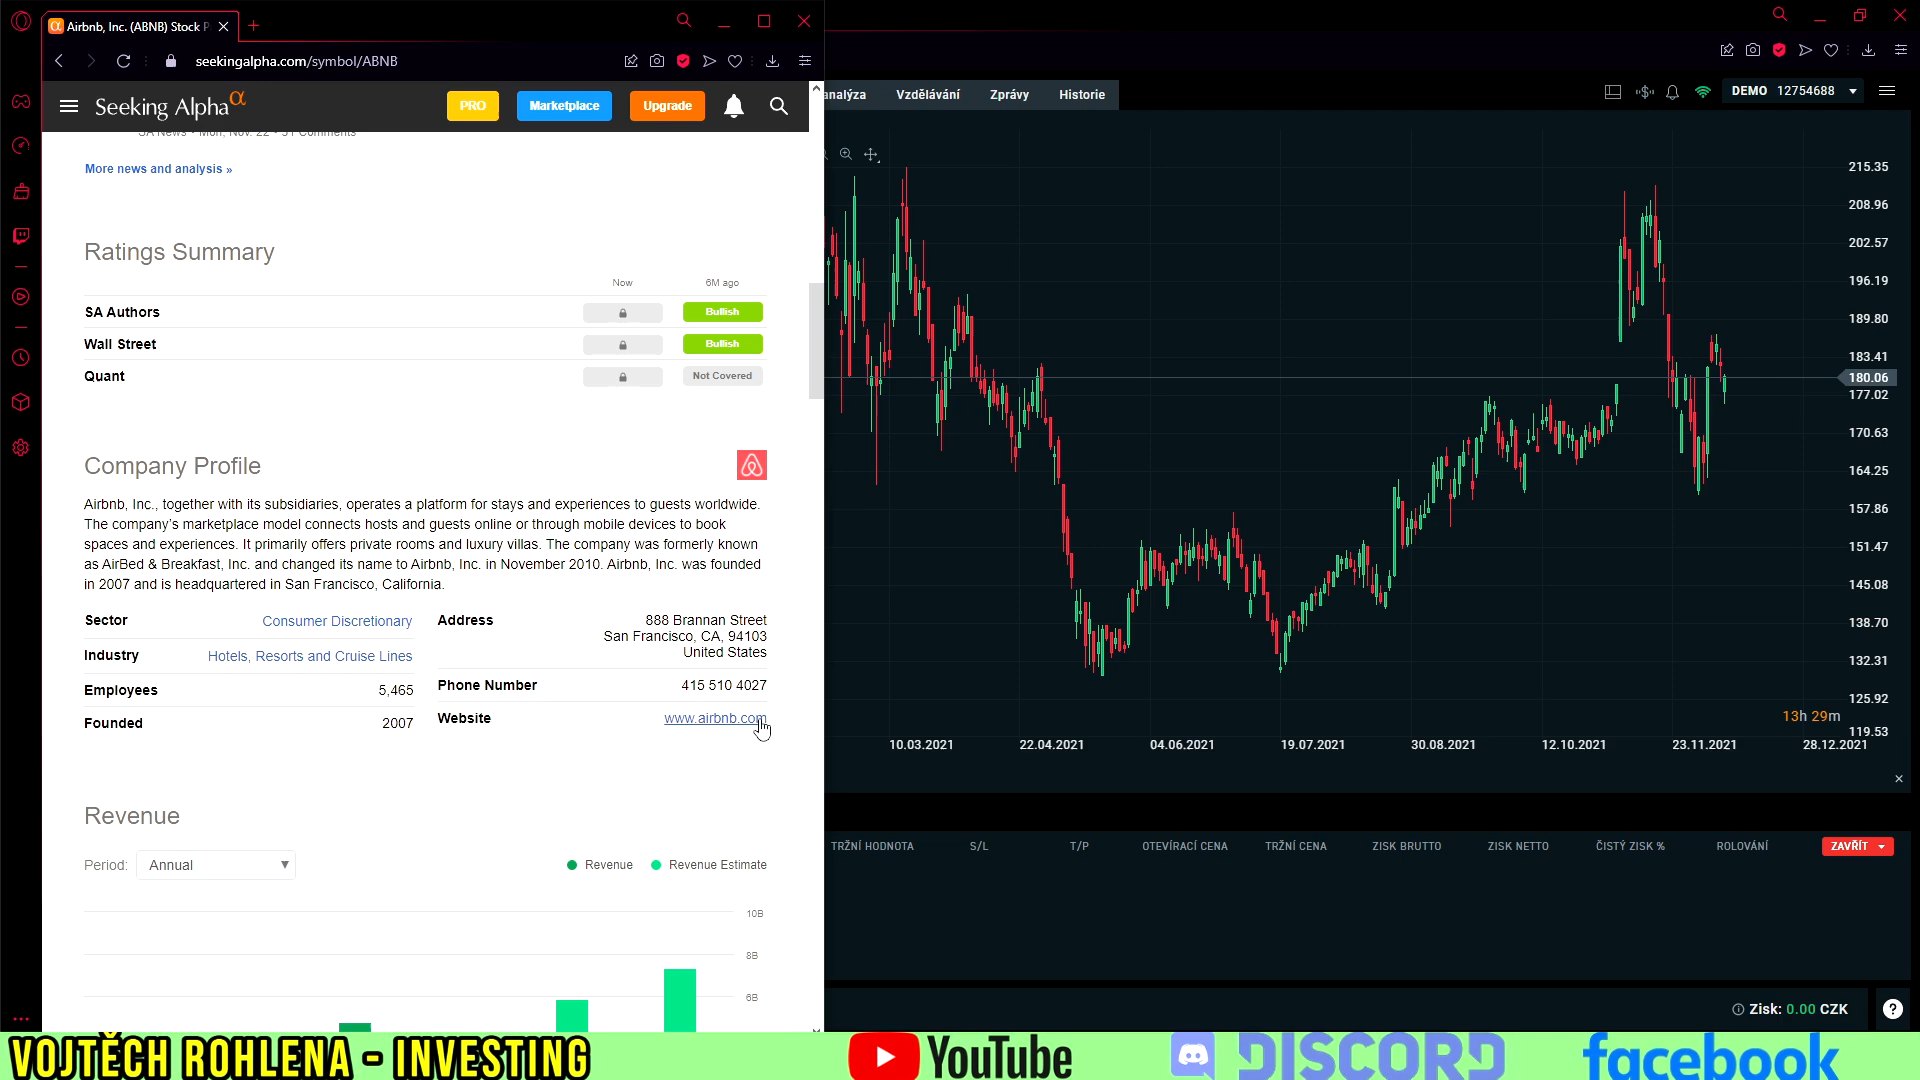 Airbnb, Inc. (ABNB) Stock P
seekingalpha.com/symbol/ABNB
Seeking Alpha α
PRO
Marketplace
Upgrade
SA News - Mon, Nov. 22 - 51 Comments
More news and analysis »
Ratings Summary
Now
6M ago
SA Authors
Bullish
Wall Street
Bullish
Quant
Not Covered
Company Profile
Airbnb, Inc., together with its subsidiaries, operates a platform for stays and experiences to guests worldwide.
The company's marketplace model connects hosts and guests online or through mobile devices to book
spaces and experiences. It primarily offers private rooms and luxury villas. The company was formerly known
as AirBed & Breakfast, Inc. and changed its name to Airbnb, Inc. in November 2010. Airbnb, Inc. was founded
in 2007 and is headquartered in San Francisco, California.
Sector
Consumer Discretionary
Industry
Hotels, Resorts and Cruise Lines
Employees
5,465
Founded
2007
Address
888 Brannan Street
San Francisco, CA, 94103
United States
Phone Number
415 510 4027
Website
www.airbnb.com
Revenue
Period:
Annual
Revenue
Revenue Estimate
10B
8B
6B
analýza
Vzdělávání
Zprávy
Historie
DEMO 12754688
215.35
208.96
202.57
196.19
189.80
183.41
180.06
177.02
170.63
164.25
157.86
151.47
145.08
138.70
132.31
125.92
119.53
13h 29m
10.03.2021
22.04.2021
04.06.2021
19.07.2021
30.08.2021
12.10.2021
23.11.2021
28.12.2021
TRŽNÍ HODNOTA
S/L
T/P
OTEVÍRACÍ CENA
TRŽNÍ CENA
ZISK BRUTTO
ZISK NETTO
ČISTÝ ZISK %
ROLOVÁNÍ
ZAVŘÍT
Zisk: 0.00 CZK
?
VOJTĚCH ROHLENA - INVESTING
YouTube
DISCORD
facebook